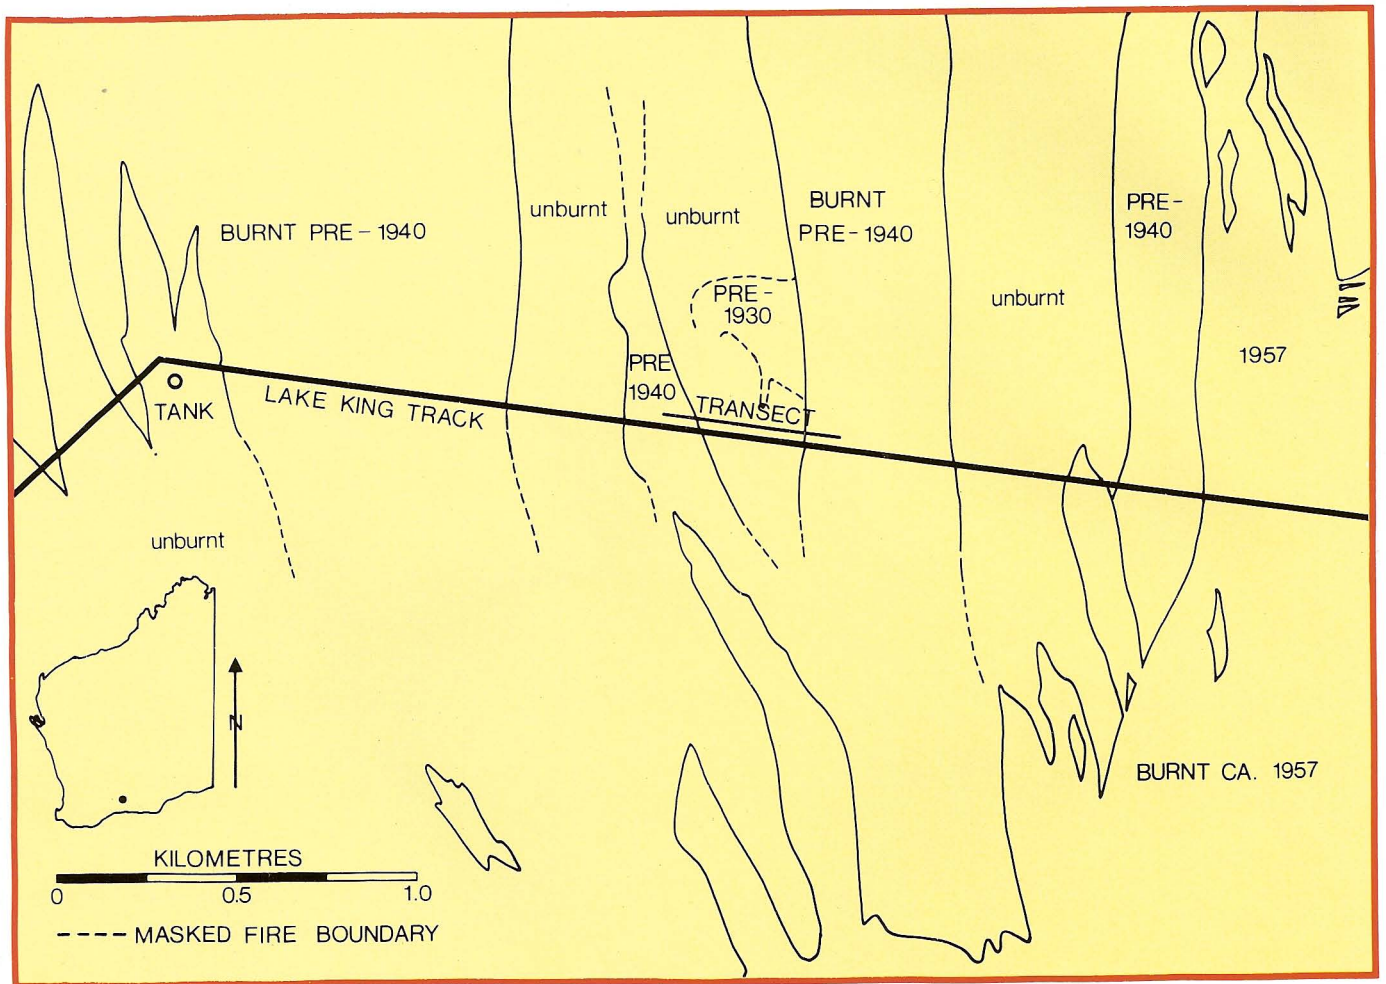 unburnt
unburnt
BURNT
PRE-1940
PRE-
1940
BURNT PRE-1940
PRE-
1930
unburnt
1957
PRE
1940
TANK
LAKE KING TRACK
TRANSECT
unburnt
N
BURNT CA. 1957
KILOMETRES
0 0.5 1.0
MASKED FIRE BOUNDARY